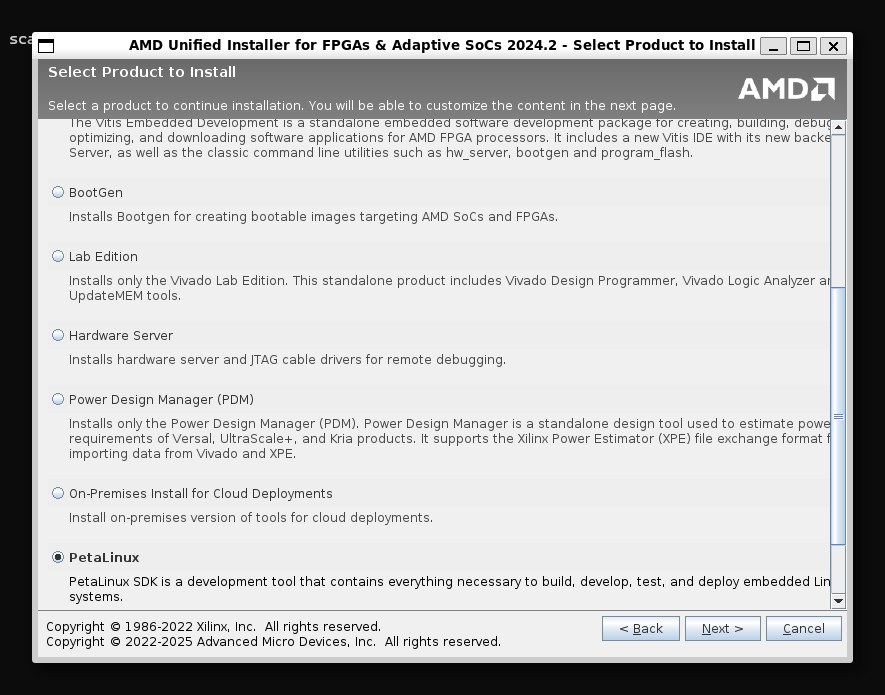 sca
AMD Unified Installer for FPGAs & Adaptive SoCs 2024.2 - Select Product to Install
Select Product to Install
Select a product to continue installation. You will be able to customize the content in the next page.
AMD
The Vitis Embedded Development is a standalone embedded software development package for creating, building, debug
optimizing, and downloading software applications for AMD FPGA processors. It includes a new Vitis IDE with its new backe
Server, as well as the classic command line utilities such as hw_server, bootgen and program_flash.
BootGen
Installs Bootgen for creating bootable images targeting AMD SoCs and FPGAs.
Lab Edition
Installs only the Vivado Lab Edition. This standalone product includes Vivado Design Programmer, Vivado Logic Analyzer an
UpdateMEM tools.
Hardware Server
Installs hardware server and JTAG cable drivers for remote debugging.
Power Design Manager (PDM)
Installs only the Power Design Manager (PDM). Power Design Manager is a standalone design tool used to estimate powe
requirements of Versal, UltraScale+, and Kria products. It supports the Xilinx Power Estimator (XPE) file exchange format f
importing data from Vivado and XPE.
On-Premises Install for Cloud Deployments
Install on-premises version of tools for cloud deployments.
PetaLinux
PetaLinux SDK is a development tool that contains everything necessary to build, develop, test, and deploy embedded Lin
systems.
Copyright © 1986-2022 Xilinx, Inc. All rights reserved.
Copyright © 2022-2025 Advanced Micro Devices, Inc. All rights reserved.
< Back
Next >
Cancel